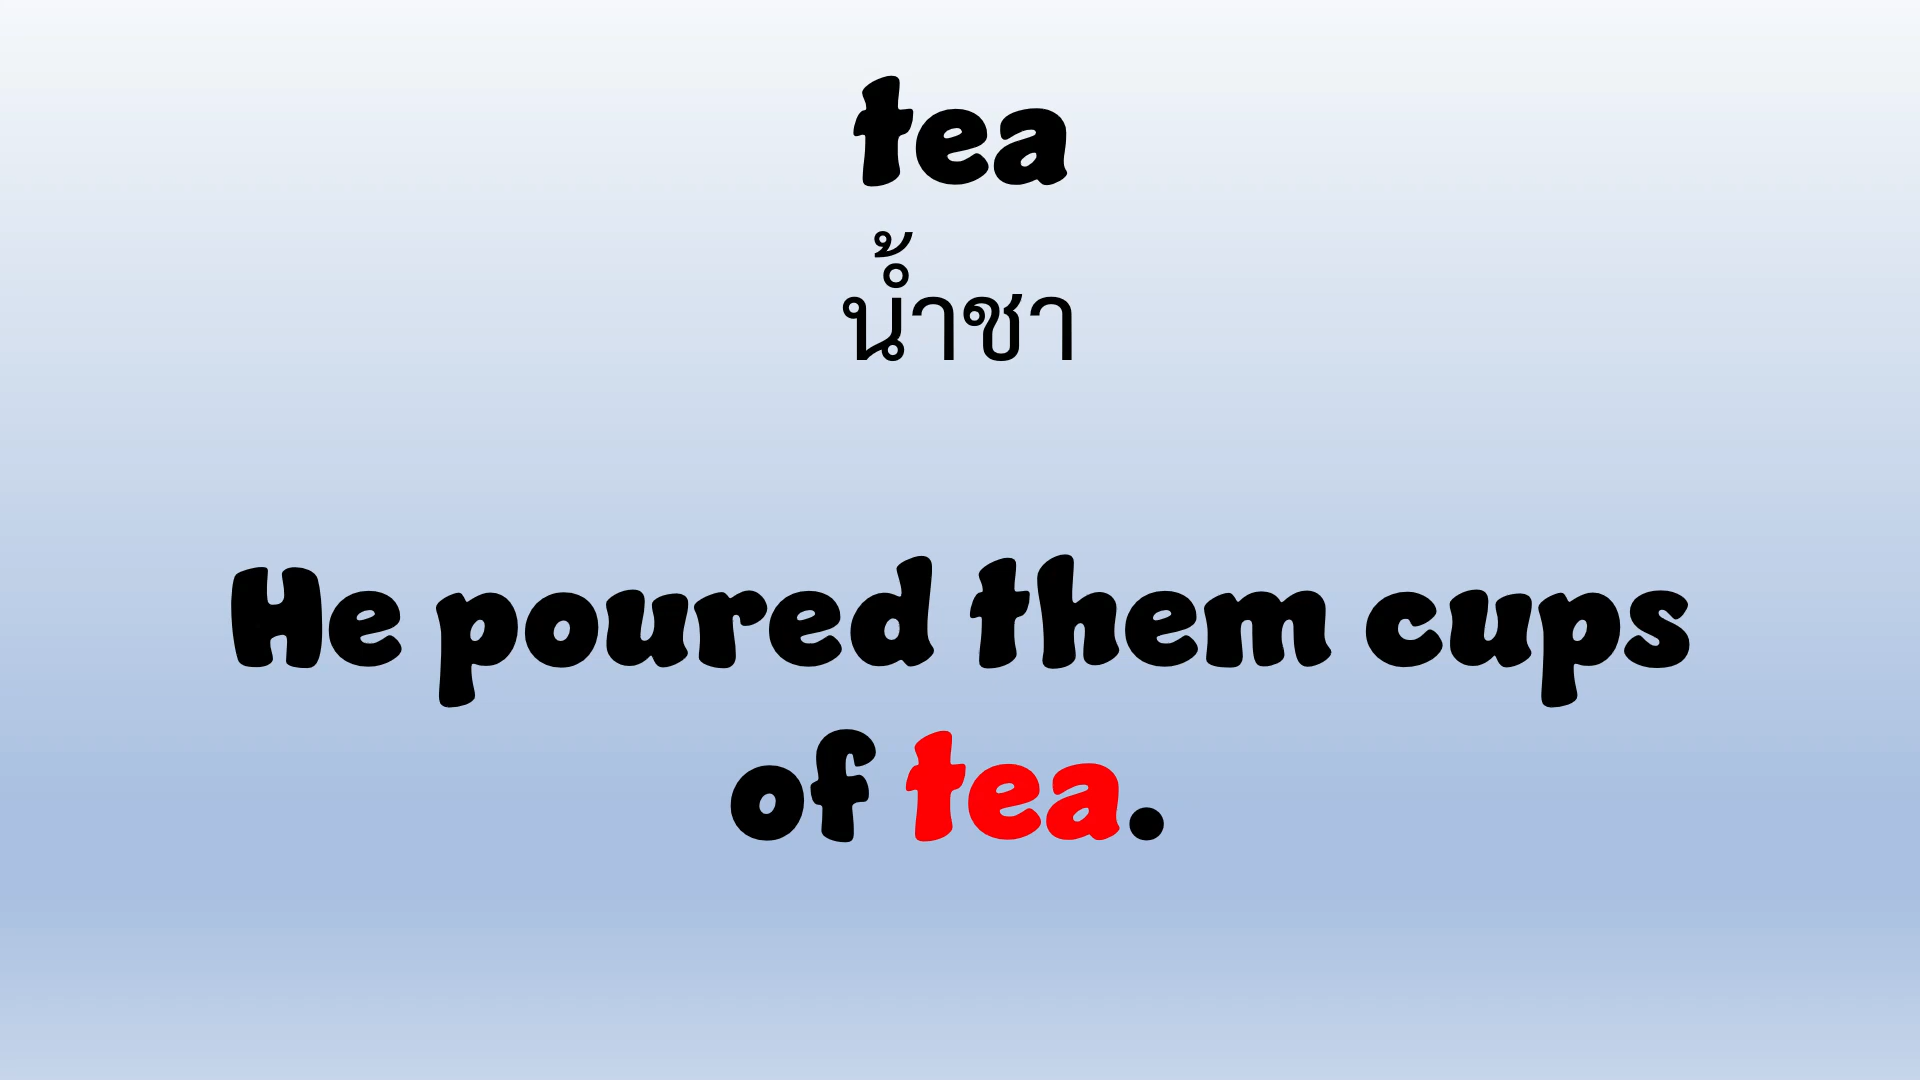 tea
น้ำชา
He poured them cups
of tea.